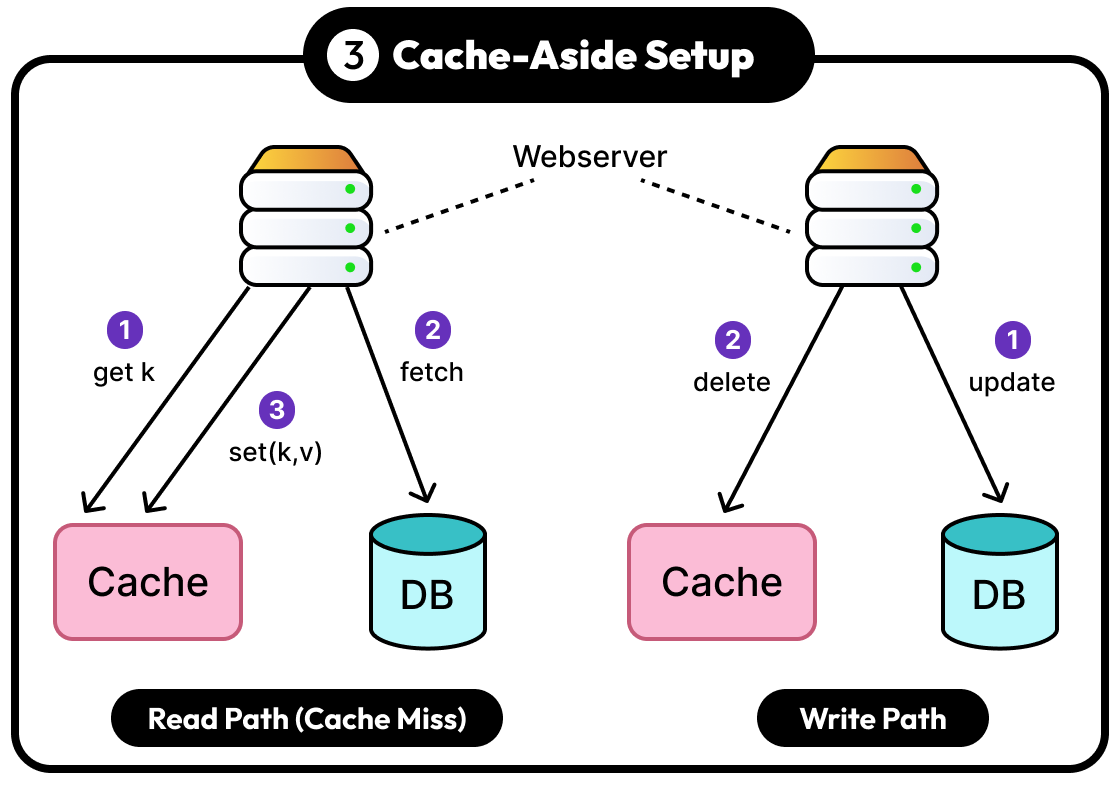 3 Cache-Aside Setup
Webserver
1
get k
3
set(k,v)
2
fetch
Cache
DB
Read Path (Cache Miss)
2
delete
1
update
Cache
DB
Write Path